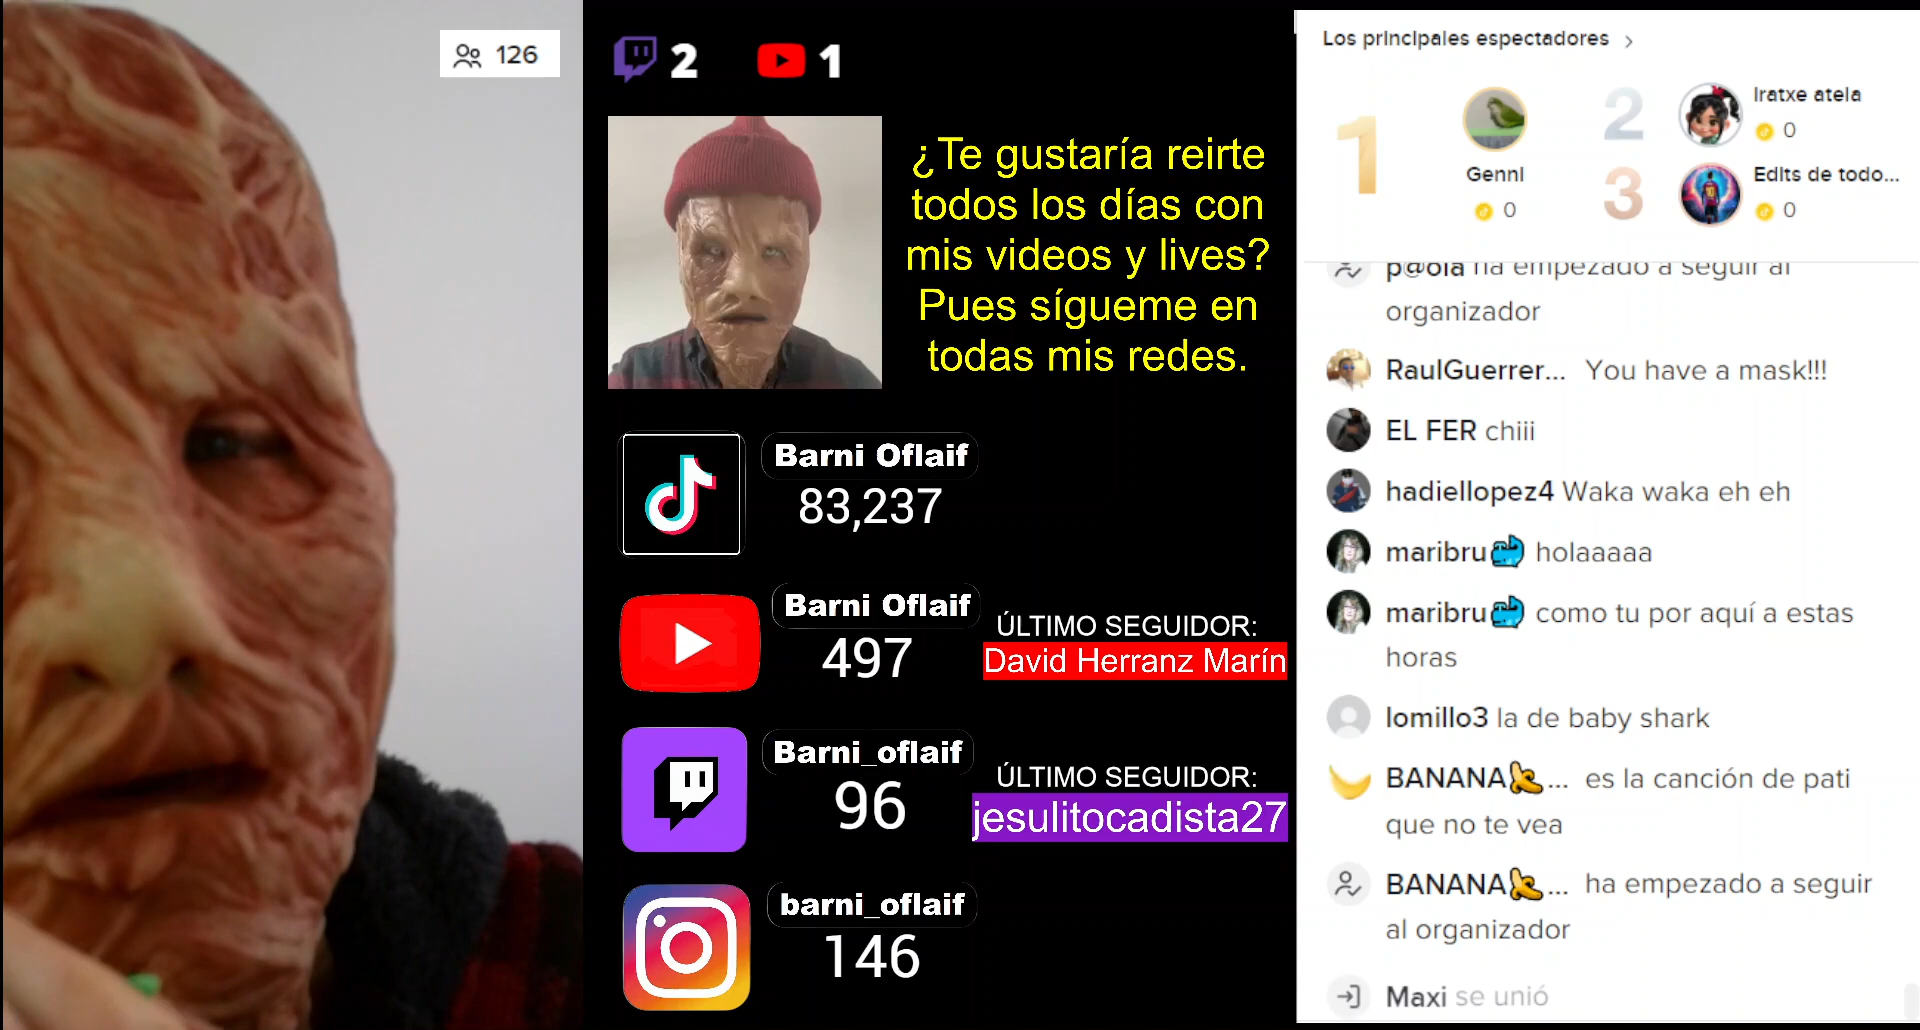 126
2
1
¿Te gustaría reirte
todos los días con
mis videos y lives?
Pues sígueme en
todas mis redes.
Barni Oflaif
83,237
Barni Oflaif
497
ÚLTIMO SEGUIDOR:
David Herranz Marín
Barni_oflaif
96
ÚLTIMO SEGUIDOR:
jesulitocadista27
barni_oflaif
146
Los principales espectadores
1
Genni
0
2
Iratxe atela
0
3
Edits de todo...
0
p@ola ha empezado a seguir al
organizador
RaulGuerrer... You have a mask!!!
EL FER chiii
hadiellopez4 Waka waka eh eh
maribru holaaaaa
maribru como tu por aquí a estas
horas
lomillo3 la de baby shark
BANANA🍌... es la canción de pati
que no te vea
BANANA🍌... ha empezado a seguir
al organizador
Maxi se unió